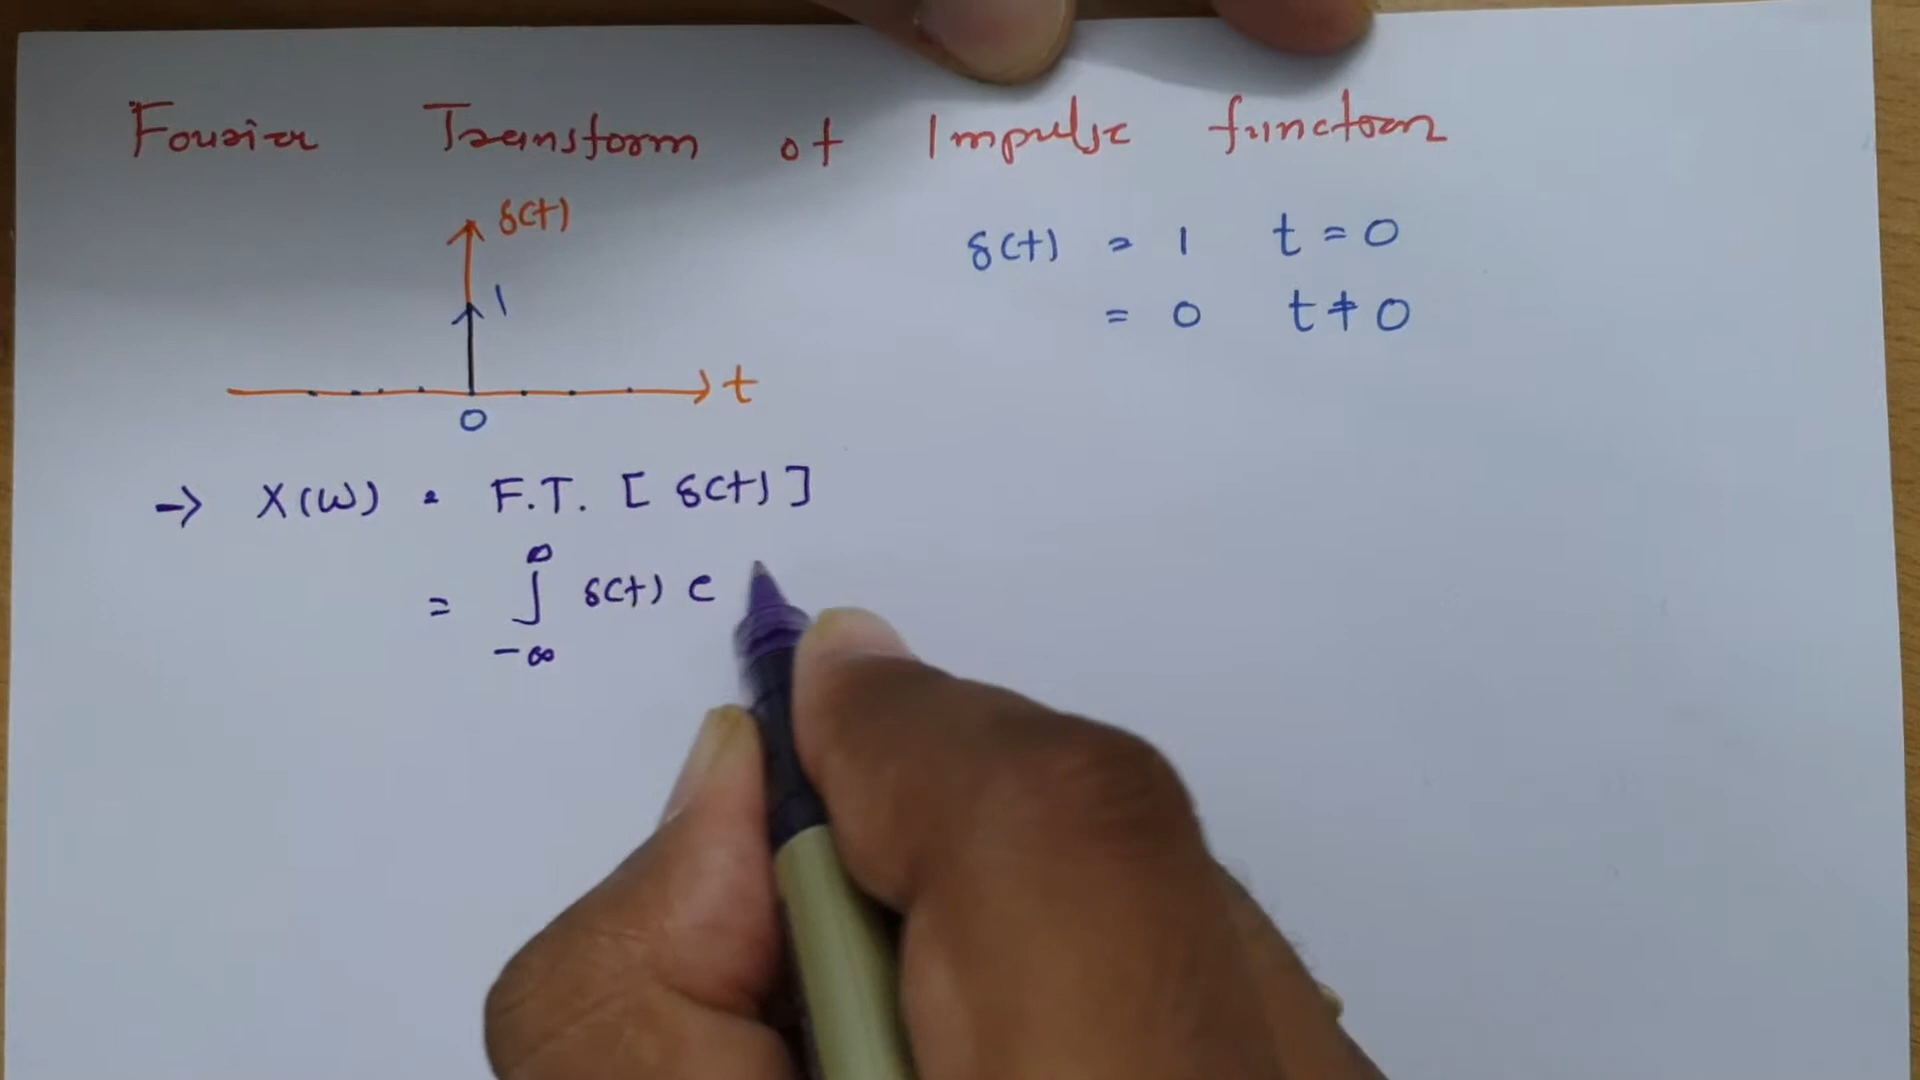 Fourier Transform of Impulse function
δ(t)
1
t
0
δ(t) = 1 t = 0
= 0 t ≠ 0
→ X(ω) = F.T. [ δ(t) ]
= ∫ δ(t) e
∞
-∞